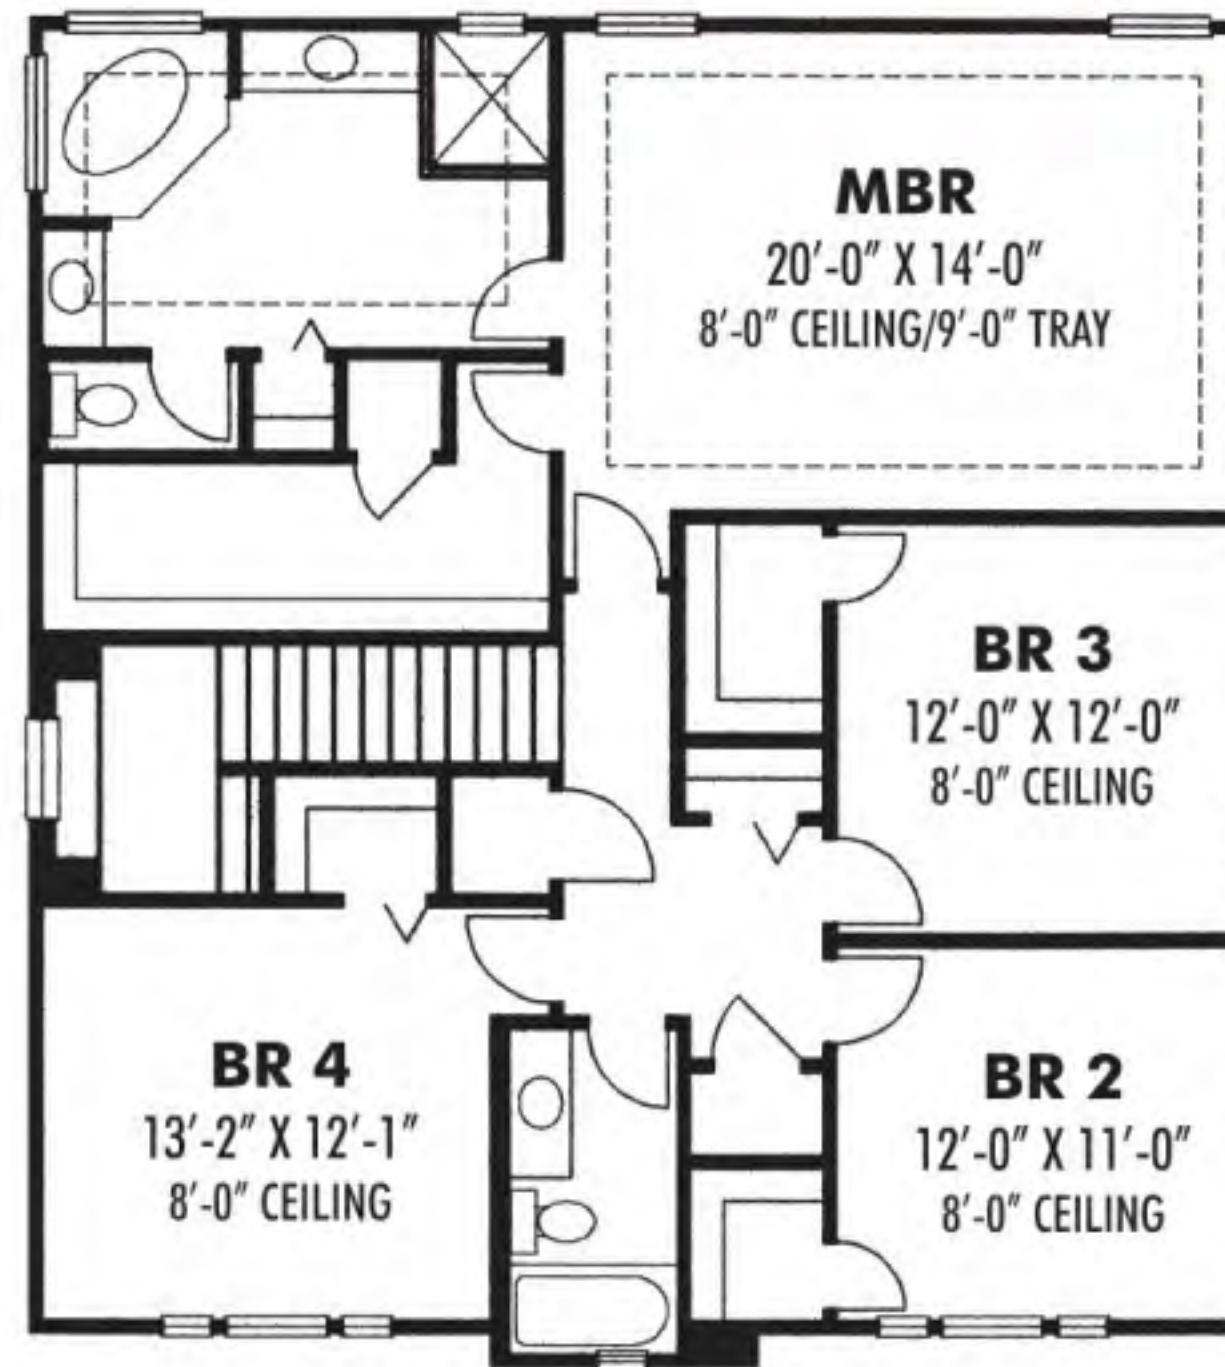 MBR
20'-0" X 14'-0"
8'-0" CEILING/9'-0" TRAY
BR 3
12'-0" X 12'-0"
8'-0" CEILING
BR 4
13'-2" X 12'-1"
8'-0" CEILING
BR 2
12'-0" X 11'-0"
8'-0" CEILING